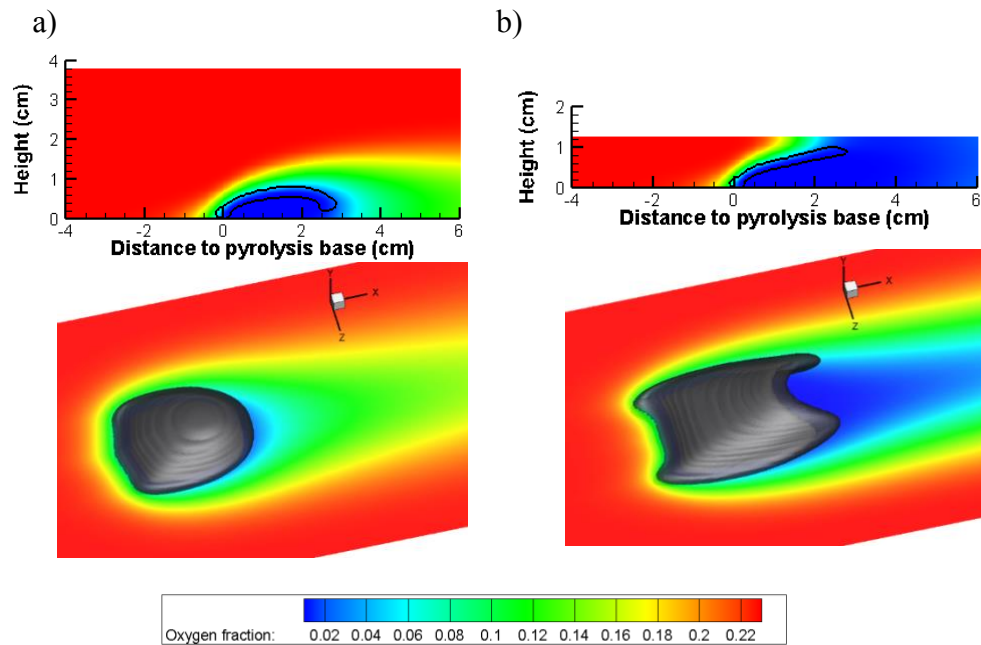 a)
b)
4
3
2
1
0
Height (cm)
-4 -2 0 2 4 6
Distance to pyrolysis base (cm)
2
1
0
Height (cm)
-4 -2 0 2 4 6
Distance to pyrolysis base (cm)
Y
X
Z
Y
X
Z
Oxygen fraction: 0.02 0.04 0.06 0.08 0.1 0.12 0.14 0.16 0.18 0.2 0.22